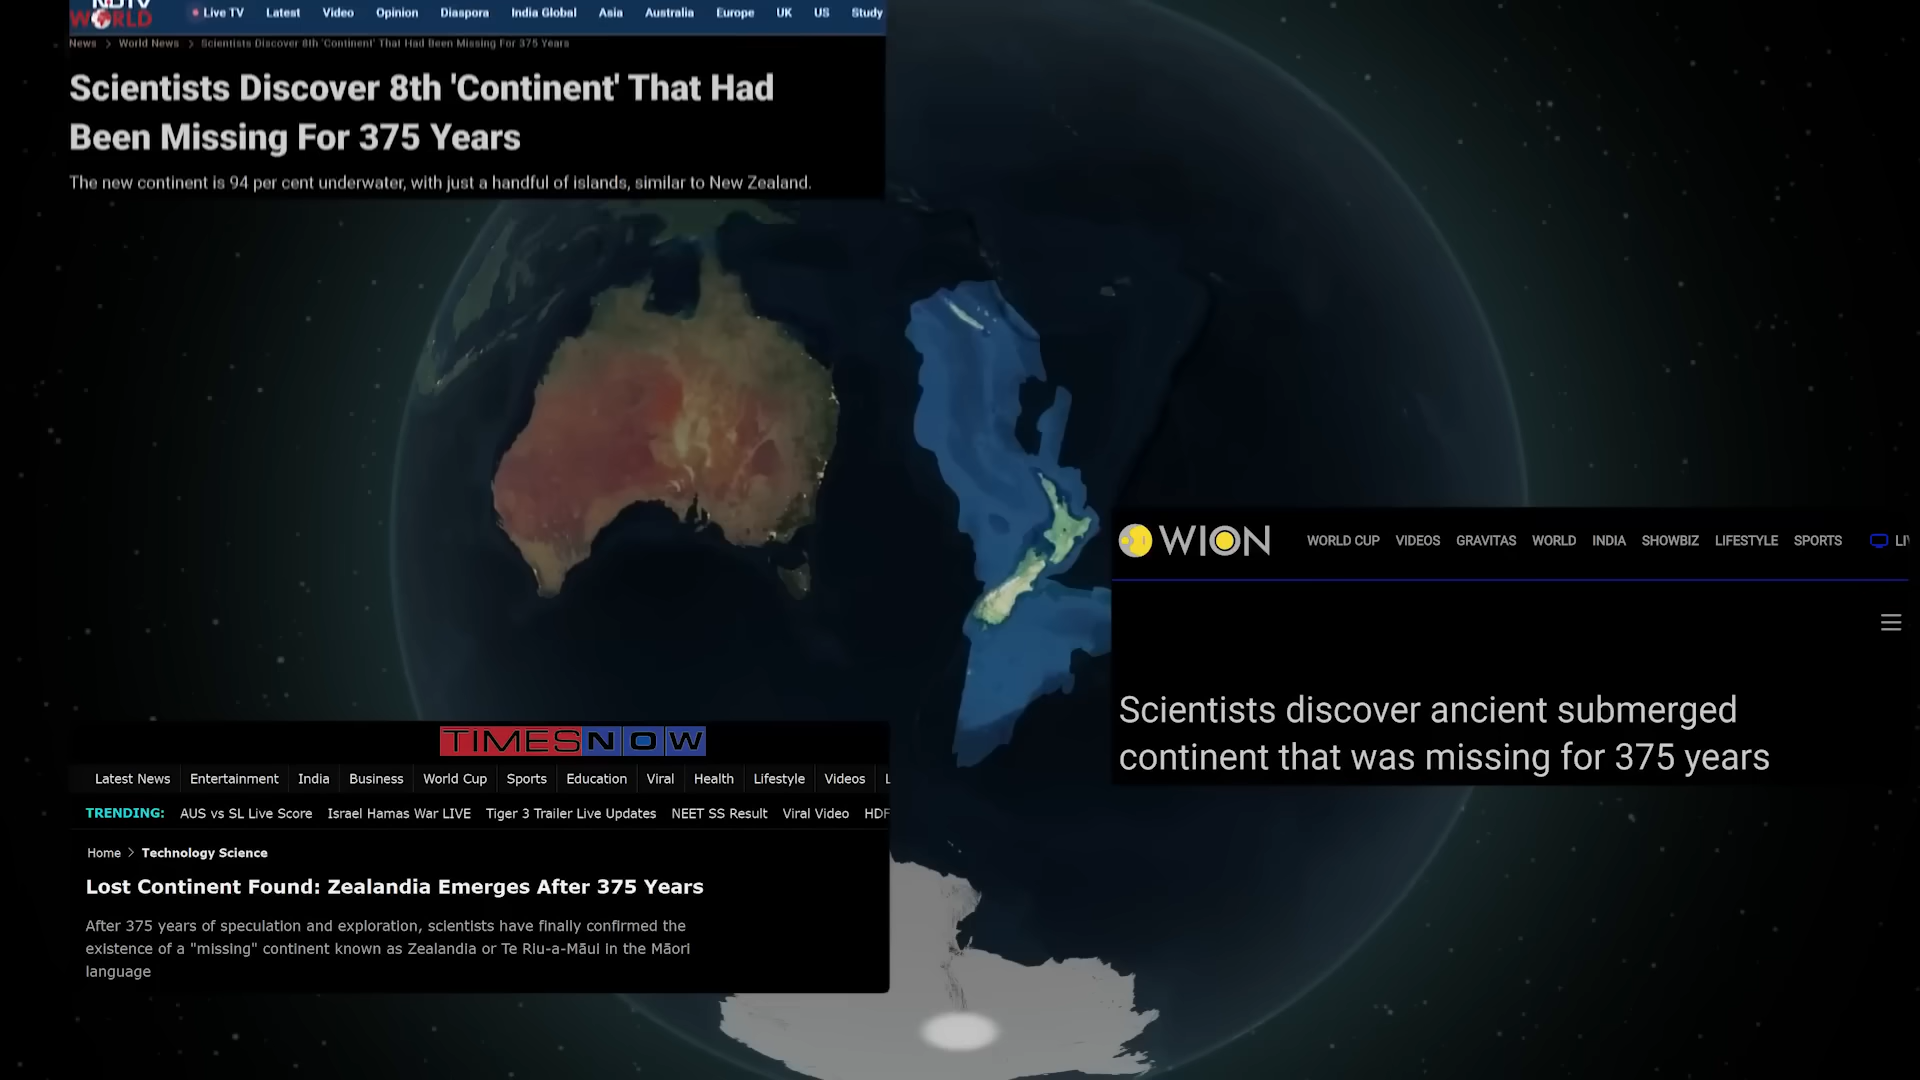 NDTV
WORLD
Live TV Latest Video Opinion Diaspora India Global Asia Australia Europe UK US Study
News > World News > Scientists Discover 8th 'Continent' That Had Been Missing For 375 Years
Scientists Discover 8th 'Continent' That Had
Been Missing For 375 Years
The new continent is 94 per cent underwater, with just a handful of islands, similar to New Zealand.
WION WORLD CUP VIDEOS GRAVITAS WORLD INDIA SHOWBIZ LIFESTYLE SPORTS
Scientists discover ancient submerged
continent that was missing for 375 years
TIMES NOW
Latest News Entertainment India Business World Cup Sports Education Viral Health Lifestyle Videos
TRENDING: AUS vs SL Live Score Israel Hamas War LIVE Tiger 3 Trailer Live Updates NEET SS Result Viral Video
Home > Technology Science
Lost Continent Found: Zealandia Emerges After 375 Years
After 375 years of speculation and exploration, scientists have finally confirmed the
existence of a "missing" continent known as Zealandia or Te Riu-a-Māui in the Māori
language